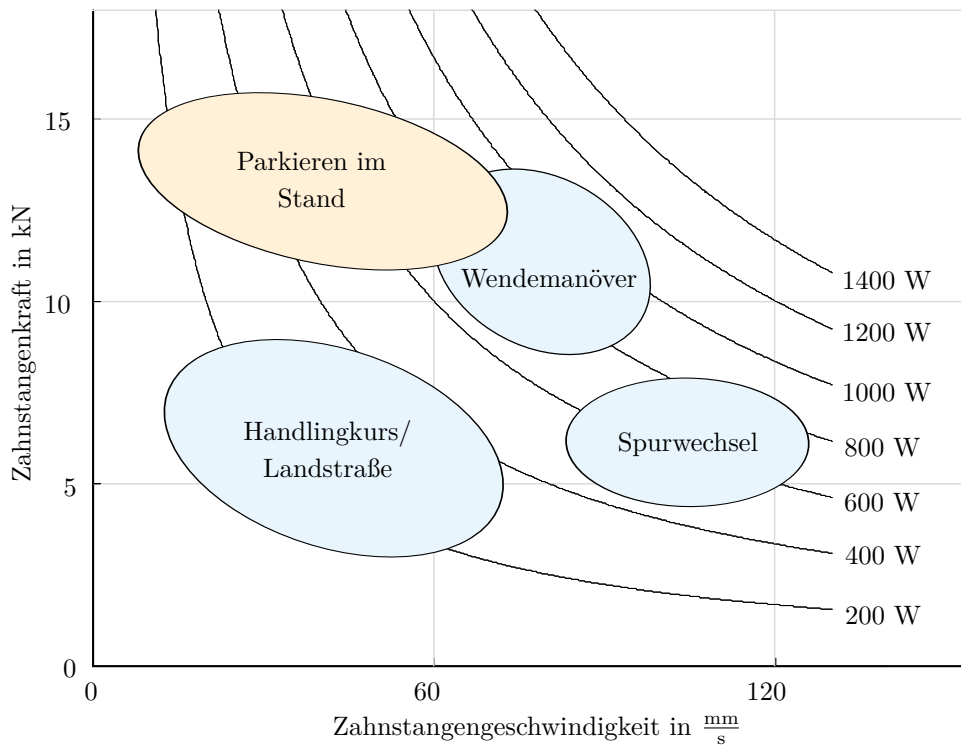 Zahnstangenkraft in kN
15
10
5
0
Parkieren im
Stand
Wendemanöver
Handlingkurs/
Landstraße
Spurwechsel
1400 W
1200 W
1000 W
800 W
600 W
400 W
200 W
0
60
120
Zahnstangengeschwindigkeit in mm/s